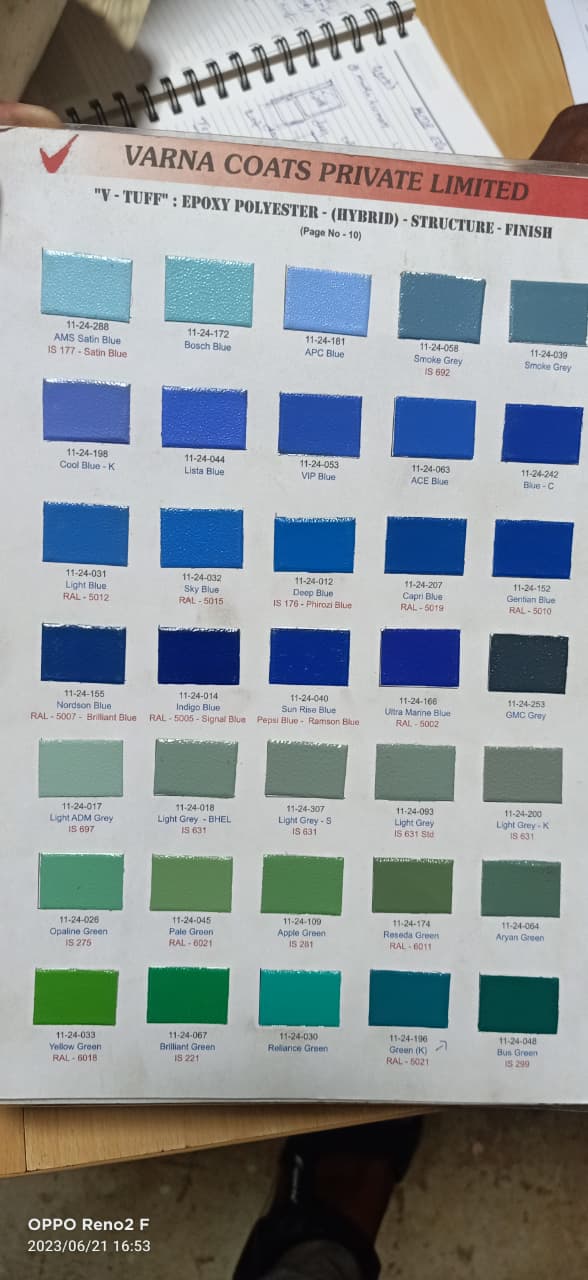 VARNA COATS PRIVATE LIMITED
"V - TUFF" : EPOXY POLYESTER - (HYBRID) - STRUCTURE - FINISH
(Page No - 10)
11-24-288
AMS Satin Blue
IS 177 - Satin Blue
11-24-172
Bosch Blue
11-24-181
APC Blue
11-24-058
Smoke Grey
IS 692
11-24-039
Smoke Grey
11-24-198
Cool Blue - K
11-24-044
Lista Blue
11-24-053
VIP Blue
11-24-063
ACE Blue
11-24-242
Blue - C
11-24-031
Light Blue
RAL - 5012
11-24-032
Sky Blue
RAL - 5015
11-24-012
Deep Blue
IS 176 - Phirozi Blue
11-24-207
Capri Blue
RAL - 5019
11-24-152
Gentian Blue
RAL - 5010
11-24-155
Nordson Blue
RAL - 5007 - Brilliant Blue
11-24-014
Indigo Blue
RAL - 5005 - Signal Blue
11-24-040
Sun Rise Blue
Pepsi Blue - Ramson Blue
11-24-166
Ultra Marine Blue
RAL - 5002
11-24-253
GMC Grey
11-24-017
Light ADM Grey
IS 697
11-24-018
Light Grey - BHEL
IS 631
11-24-307
Light Grey - S
IS 631
11-24-093
Light Grey
IS 631 Std
11-24-200
Light Grey - K
IS 631
11-24-026
Opaline Green
IS 275
11-24-045
Pale Green
RAL - 6021
11-24-109
Apple Green
IS 281
11-24-174
Reseda Green
RAL - 6011
11-24-064
Aryan Green
11-24-033
Yellow Green
RAL - 6018
11-24-067
Brilliant Green
IS 221
11-24-030
Reliance Green
11-24-196
Green (K)
RAL - 5021
11-24-048
Bus Green
IS 299
OPPO Reno2 F
2023/06/21 16:53